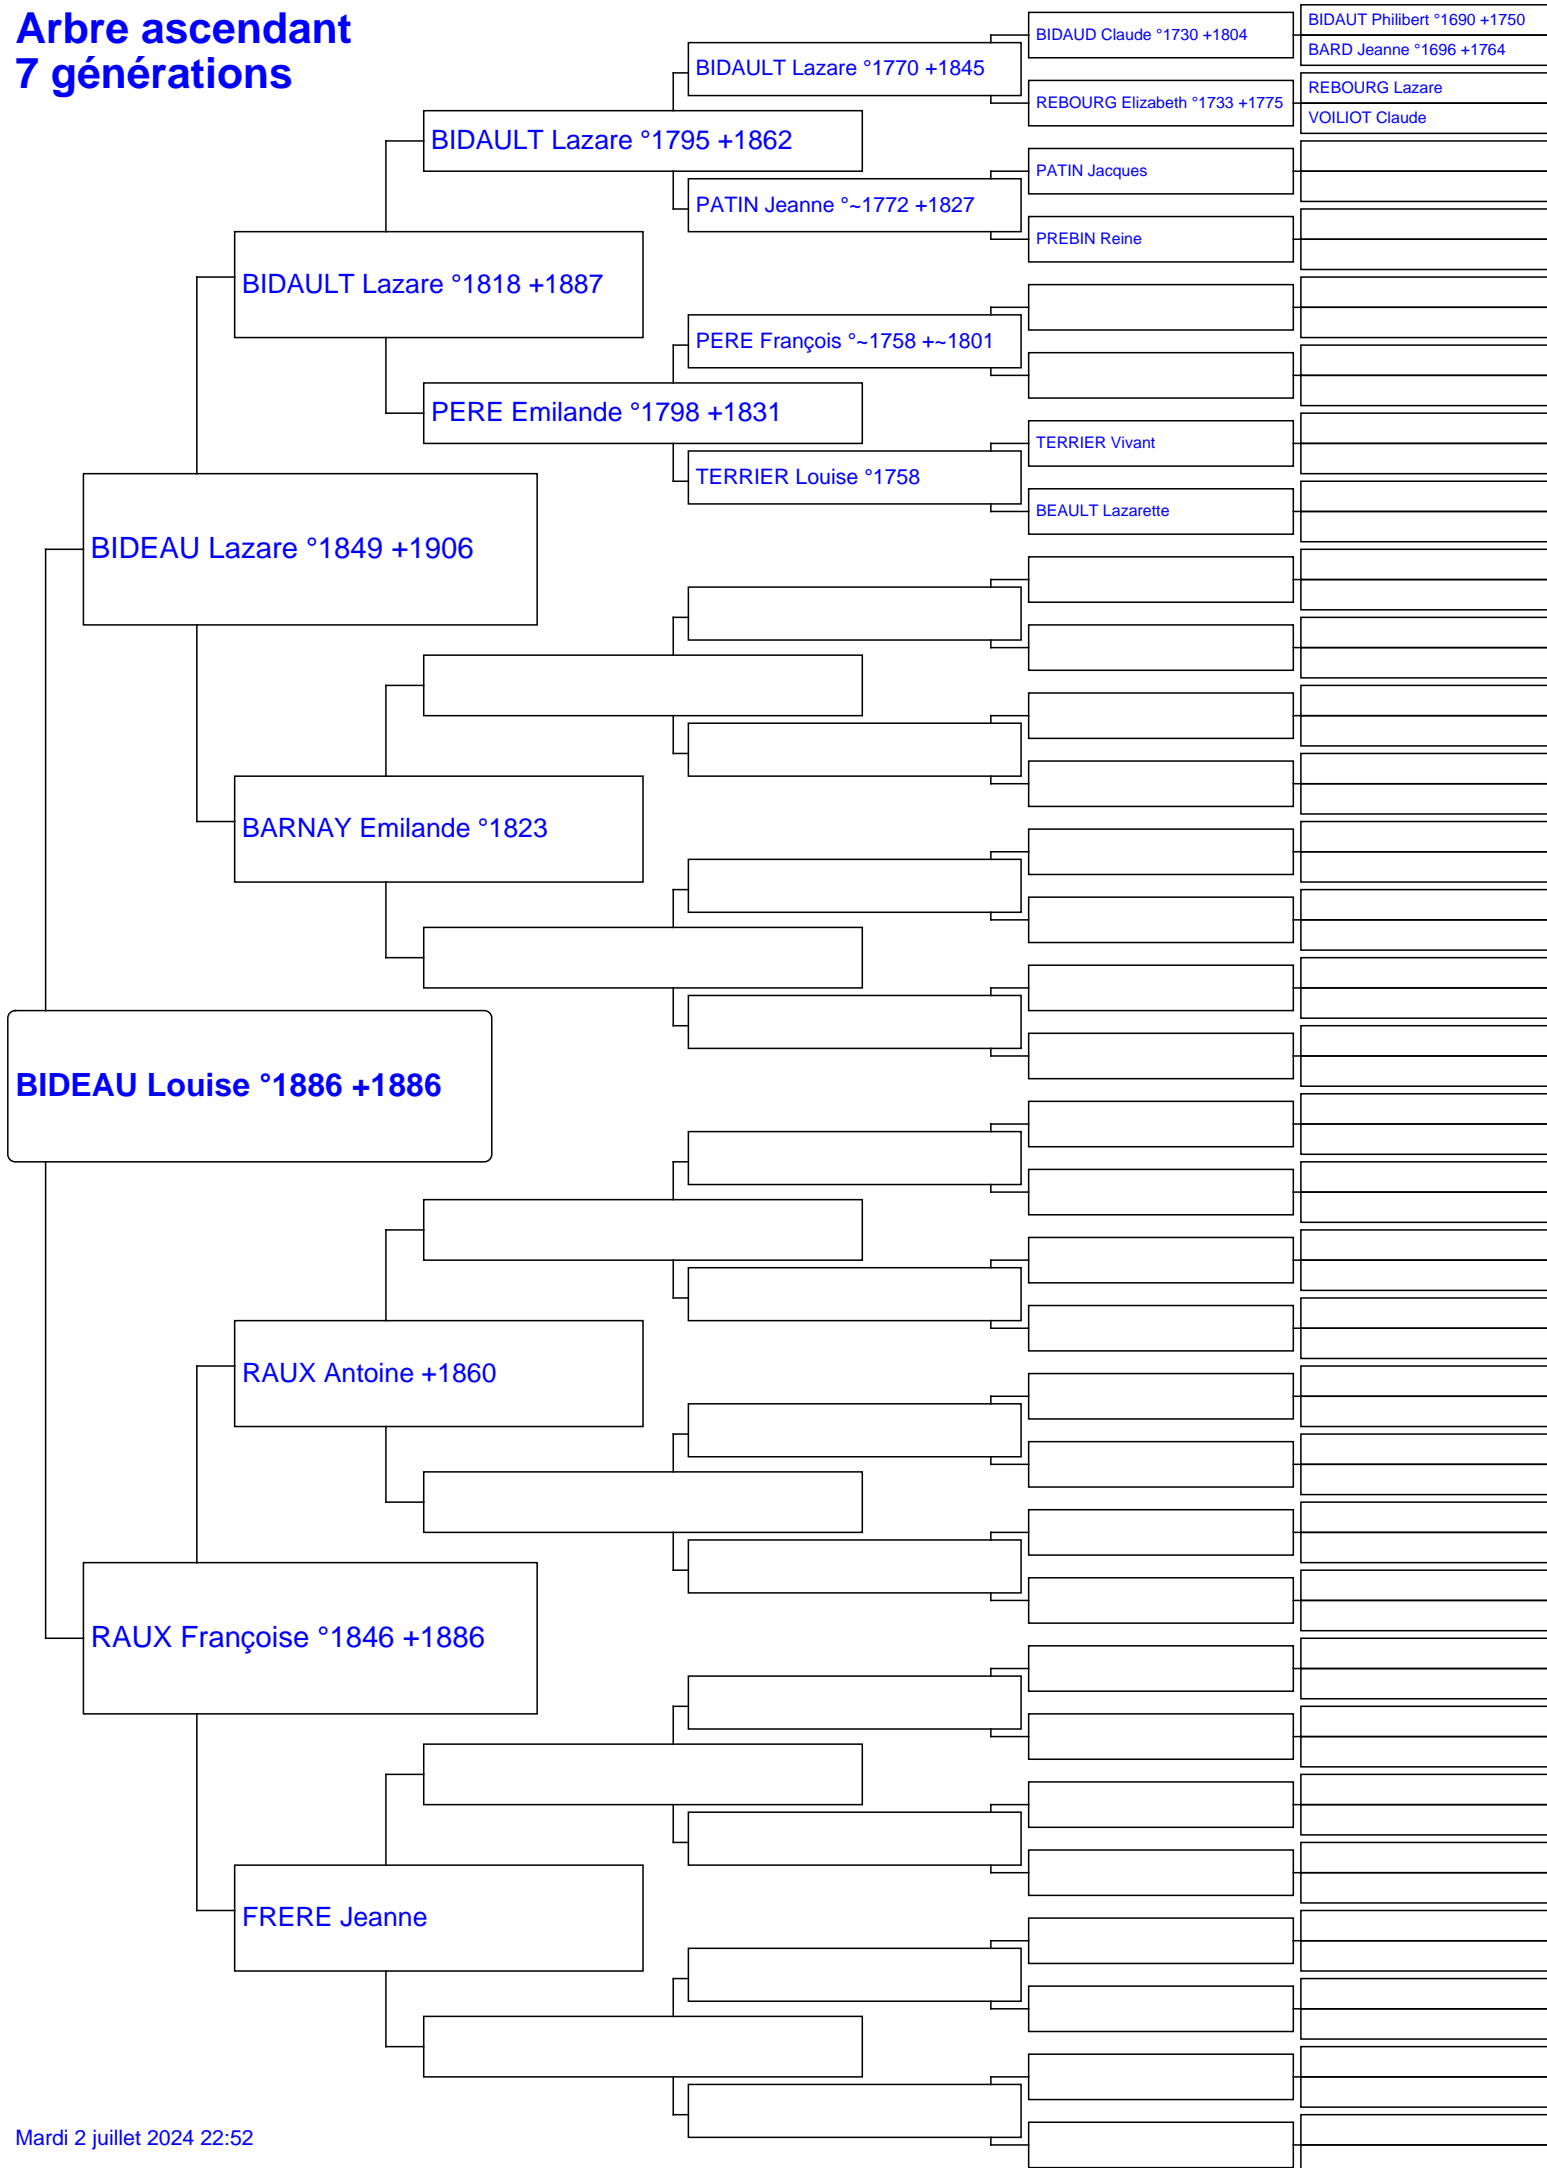 Arbre ascendant
7 générations
BIDAUT Philibert °1690 +1750
BIDAUD Claude °1730 +1804
BARD Jeanne °1696 +1764
BIDAULT Lazare °1770 +1845
REBOURG Lazare
REBOURG Elizabeth °1733 +1775
VOILIOT Claude
BIDAULT Lazare °1795 +1862
PATIN Jacques
PATIN Jeanne °~1772 +1827
PREBIN Reine
BIDAULT Lazare °1818 +1887
PERE François °~1758 +~1801
PERE Emilande °1798 +1831
TERRIER Vivant
TERRIER Louise °1758
BEAULT Lazarette
BIDEAU Lazare °1849 +1906
BARNAY Emilande °1823
BIDEAU Louise °1886 +1886
RAUX Antoine +1860
RAUX Françoise °1846 +1886
FRERE Jeanne
Mardi 2 juillet 2024 22:52